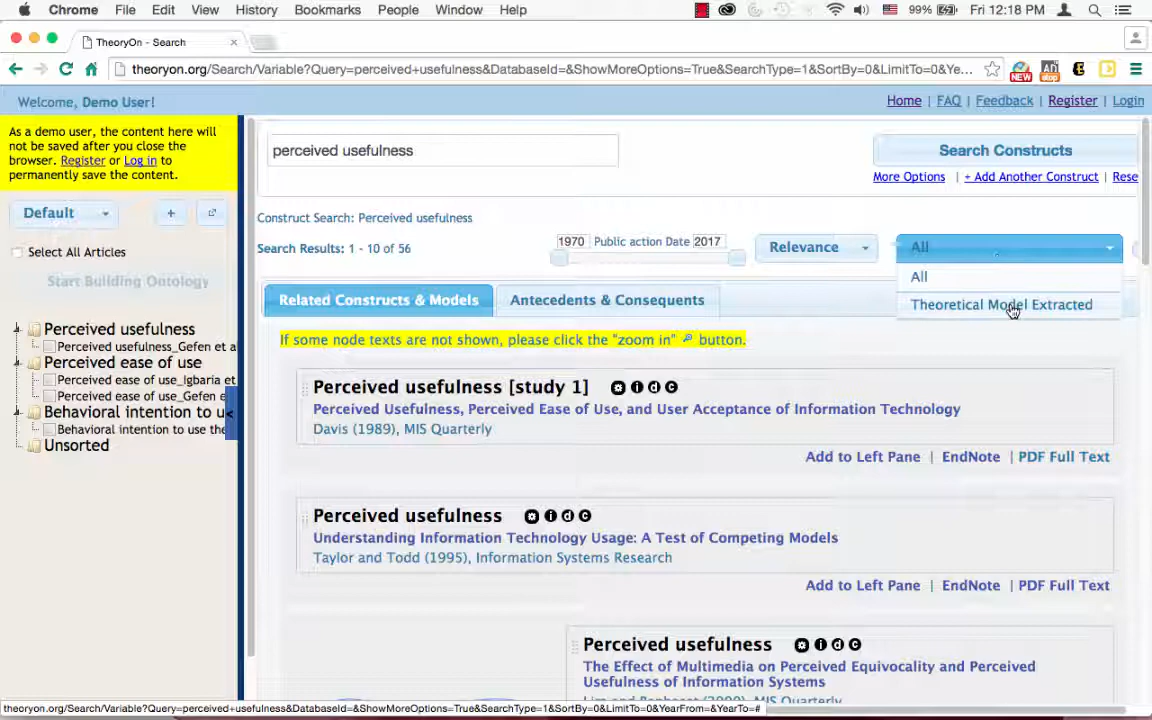 Chrome File Edit View History Bookmarks People Window Help 99% Fri 12:18 PM
TheoryOn - Search
theoryon.org/Search/Variable?Query=perceived+usefulness&DatabaseId=&ShowMoreOptions=True&SearchType=1&SortBy=0&LimitTo=0&Ye...
Welcome, Demo User!
Home | FAQ | Feedback | Register | Login
As a demo user, the content here will
not be saved after you close the
browser. Register or Log in to
permanently save the content.
Default
+
Select All Articles
Start Building Ontology
Perceived usefulness
Perceived usefulness_Gefen et a
Perceived ease of use
Perceived ease of use_Igbaria et
Perceived ease of use_Gefen e
Behavioral intention to u
Behavioral intention to use the
Unsorted
<
perceived usefulness
Search Constructs
More Options | + Add Another Construct | Rese
Construct Search: Perceived usefulness
Search Results: 1 - 10 of 56
1970 Public action Date 2017
Relevance
All
All
Theoretical Model Extracted
Related Constructs & Models
Antecedents & Consequents
If some node texts are not shown, please click the "zoom in" button.
Perceived usefulness [study 1] i d c
Perceived Usefulness, Perceived Ease of Use, and User Acceptance of Information Technology
Davis (1989), MIS Quarterly
Add to Left Pane | EndNote | PDF Full Text
Perceived usefulness i d c
Understanding Information Technology Usage: A Test of Competing Models
Taylor and Todd (1995), Information Systems Research
Add to Left Pane | EndNote | PDF Full Text
Perceived usefulness i d c
The Effect of Multimedia on Perceived Equivocality and Perceived
Usefulness of Information Systems
theoryon.org/Search/Variable?Query=perceived+usefulness&DatabaseId=&ShowMoreOptions=True&SearchType=1&SortBy=0&LimitTo=0&YearFrom=&YearTo=#